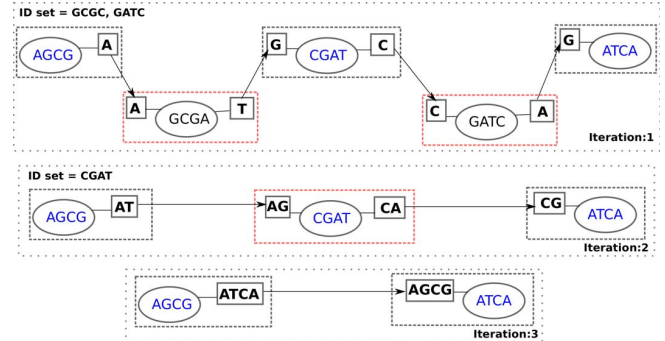 ID set = GCGC, GATC
AGCG A G CGAT C G ATCA
A GCGA T C GATC A
Iteration:1
ID set = CGAT
AGCG AT AG CGAT CA CG ATCA
Iteration:2
AGCG ATCA AGCG ATCA
Iteration:3